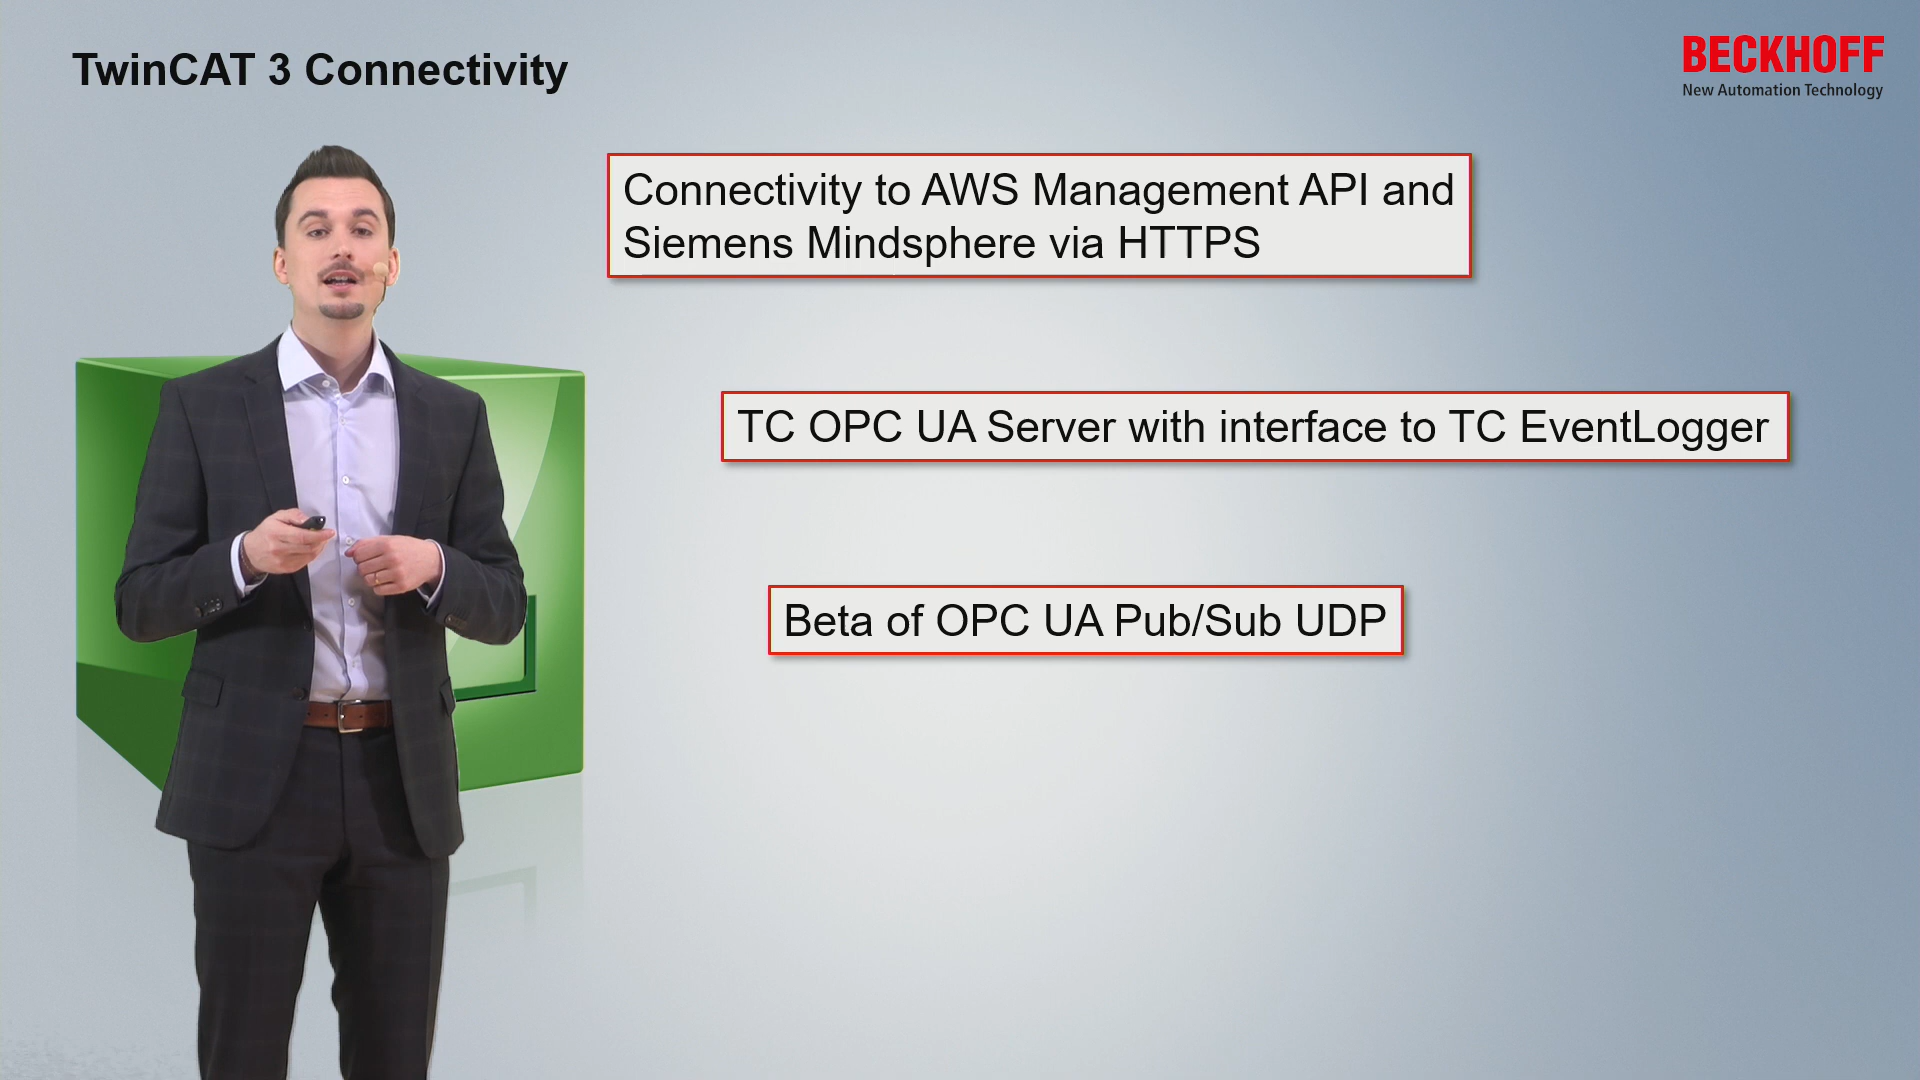 TwinCAT 3 Connectivity
BECKHOFF
New Automation Technology
Connectivity to AWS Management API and
Siemens Mindsphere via HTTPS
TC OPC UA Server with interface to TC EventLogger
Beta of OPC UA Pub/Sub UDP